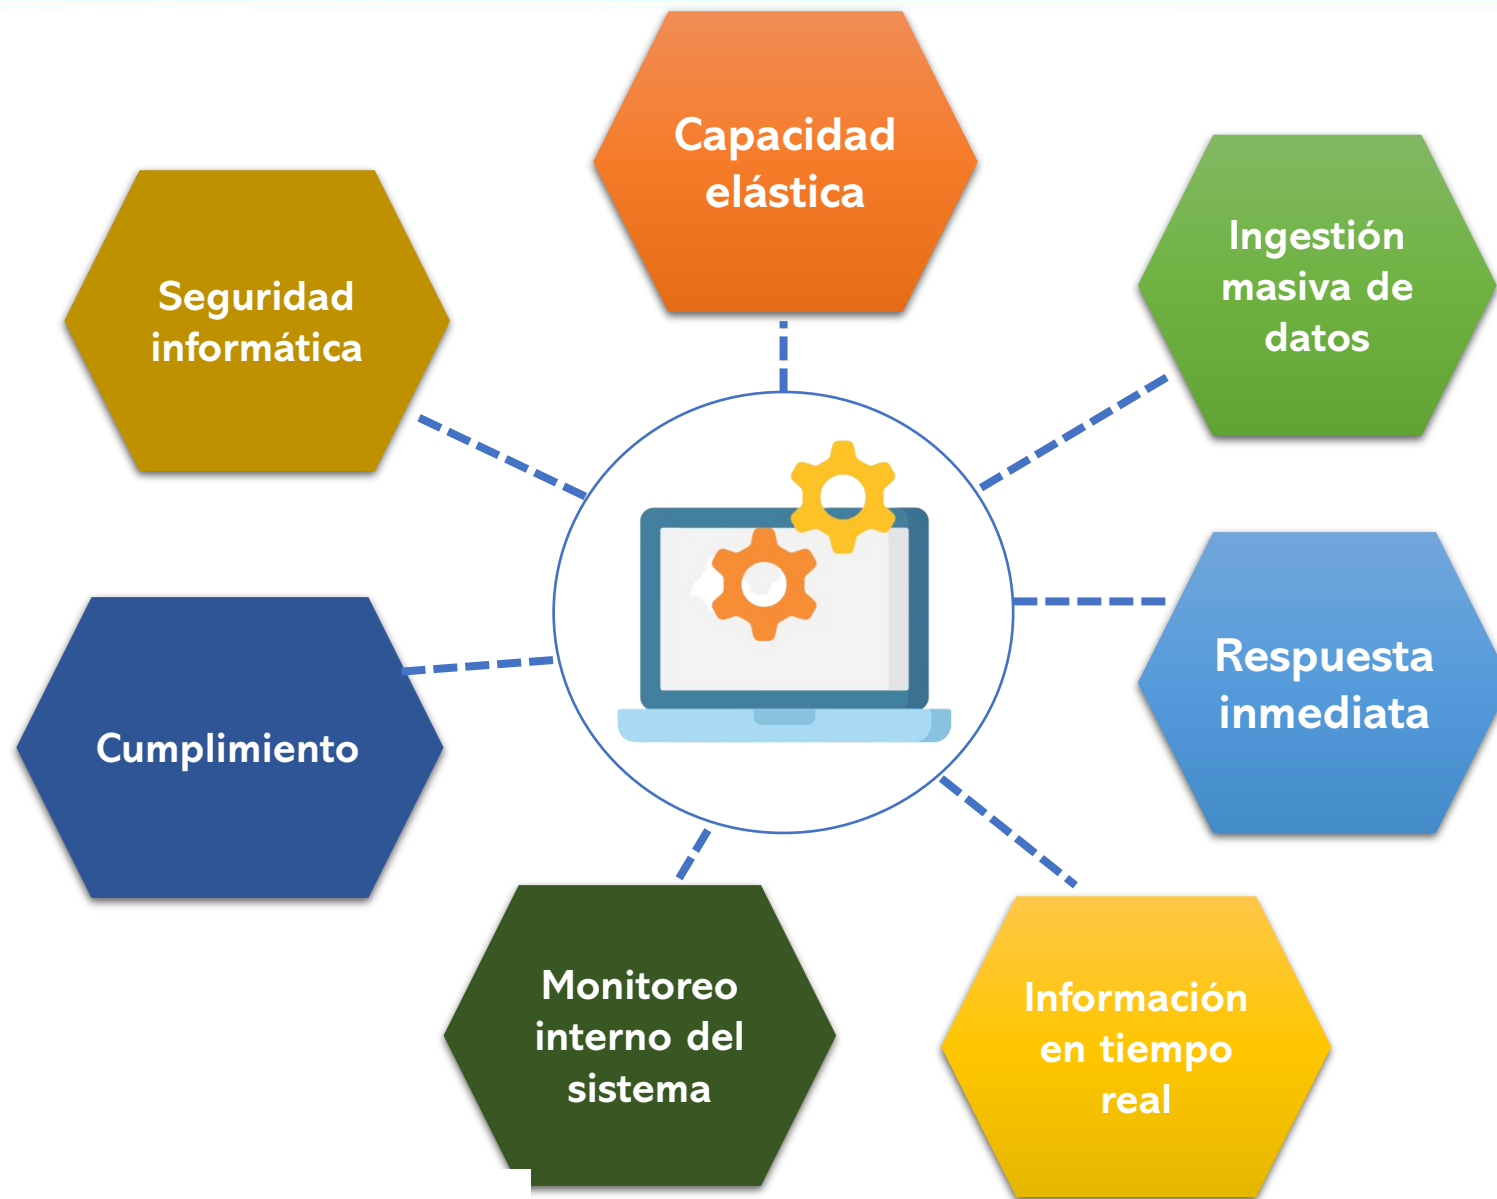 Capacidad
elástica
Ingestión
masiva de
datos
Seguridad
informática
Respuesta
inmediata
Cumplimiento
Monitoreo
interno del
sistema
Información
en tiempo
real